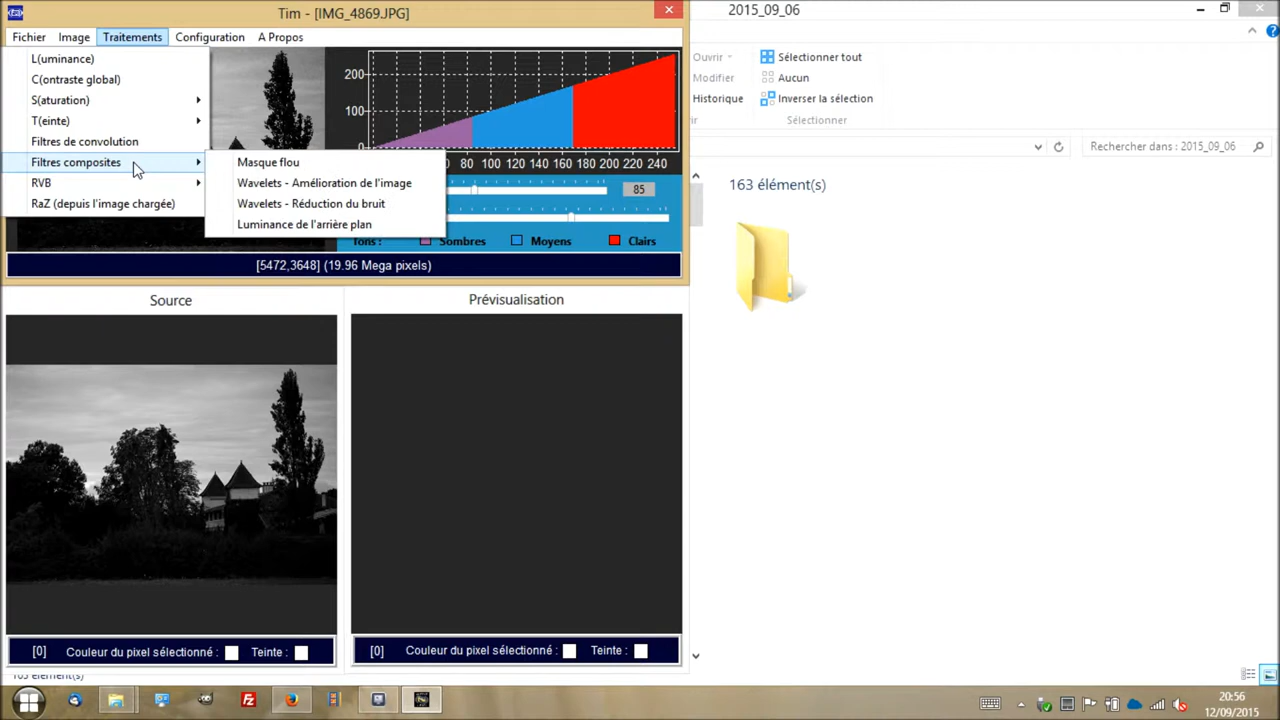 Tim - [IMG_4869.JPG]
2015_09_06
Fichier Image Traitements Configuration A Propos
L(uminance)
C(ontraste global)
S(aturation)
T(einte)
Filtres de convolution
Filtres composites
RVB
RaZ (depuis l'image chargée)
Masque flou
Wavelets - Amélioration de l'image
Wavelets - Réduction du bruit
Luminance de l'arrière plan
200
100
0
60 80 100 120 140 160 180 200 220 240
85
Tons : Sombres Moyens Clairs
[5472,3648] (19.96 Mega pixels)
Source
Prévisualisation
[0] Couleur du pixel sélectionné : Teinte :
[0] Couleur du pixel sélectionné : Teinte :
Ouvrir
Modifier
Historique
Sélectionner tout
Aucun
Inverser la sélection
Sélectionner
Rechercher dans : 2015_09_06
163 élément(s)
163 élément(s)
20:56
12/09/2015